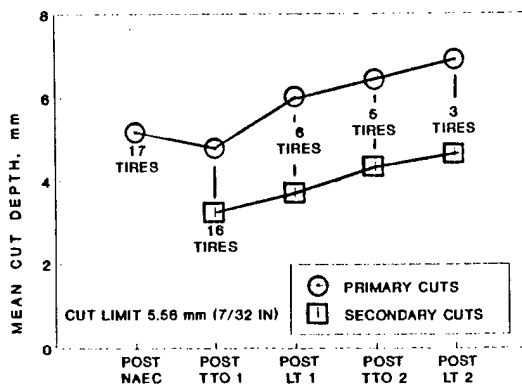 MEAN CUT DEPTH, mm
8
6
4
2
0
17
TIRES
16
TIRES
6
TIRES
5
TIRES
3
TIRES
CUT LIMIT 5.56 mm (7/32 IN)
PRIMARY CUTS
SECONDARY CUTS
POST
NAEC
POST
TTO 1
POST
LT 1
POST
TTO 2
POST
LT 2